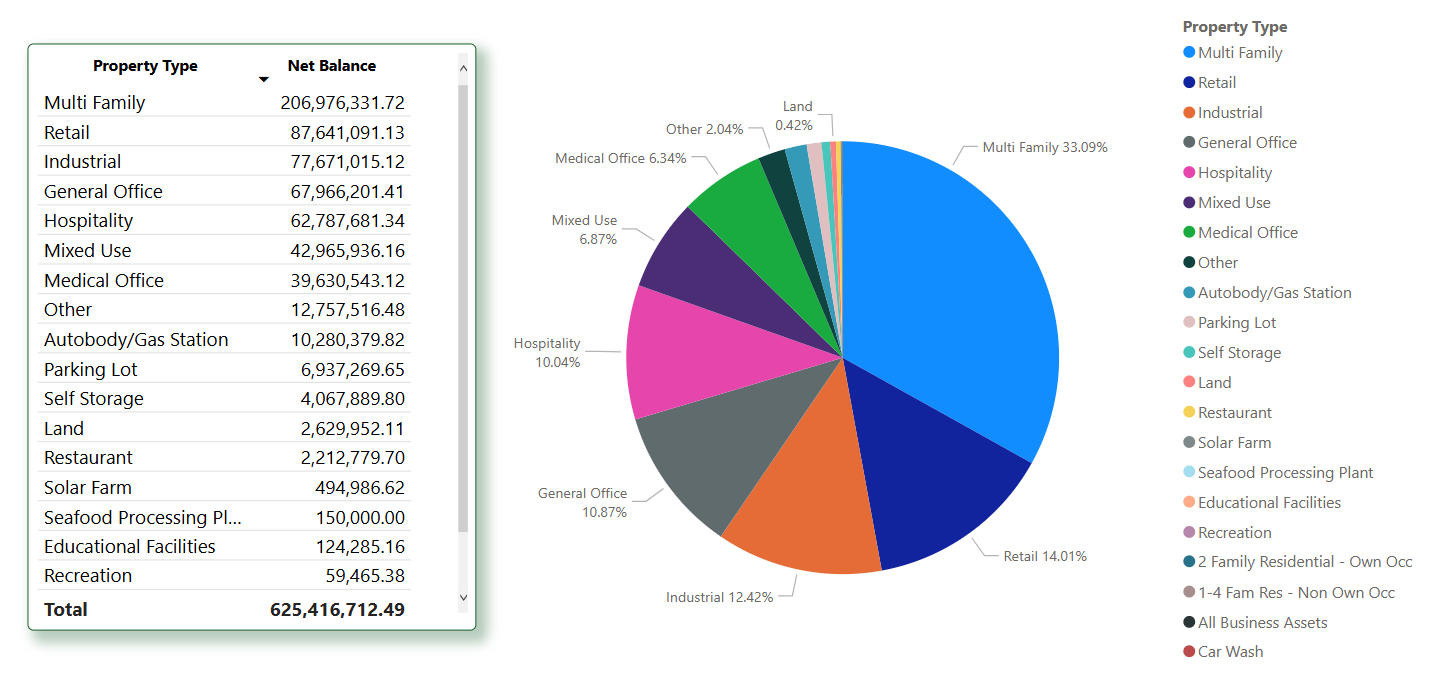 Property Type Net Balance
Multi Family 206,976,331.72
Retail 87,641,091.13
Industrial 77,671,015.12
General Office 67,966,201.41
Hospitality 62,787,681.34
Mixed Use 42,965,936.16
Medical Office 39,630,543.12
Other 12,757,516.48
Autobody/Gas Station 10,280,379.82
Parking Lot 6,937,269.65
Self Storage 4,067,889.80
Land 2,629,952.11
Restaurant 2,212,779.70
Solar Farm 494,986.62
Seafood Processing Pl... 150,000.00
Educational Facilities 124,285.16
Recreation 59,465.38
Total 625,416,712.49
Land
0.42%
Other 2.04%
Medical Office 6.34%
Mixed Use
6.87%
Hospitality
10.04%
General Office
10.87%
Industrial 12.42%
Retail 14.01%
Multi Family 33.09%
Property Type
Multi Family
Retail
Industrial
General Office
Hospitality
Mixed Use
Medical Office
Other
Autobody/Gas Station
Parking Lot
Self Storage
Land
Restaurant
Solar Farm
Seafood Processing Plant
Educational Facilities
Recreation
2 Family Residential - Own Occ
1-4 Fam Res - Non Own Occ
All Business Assets
Car Wash